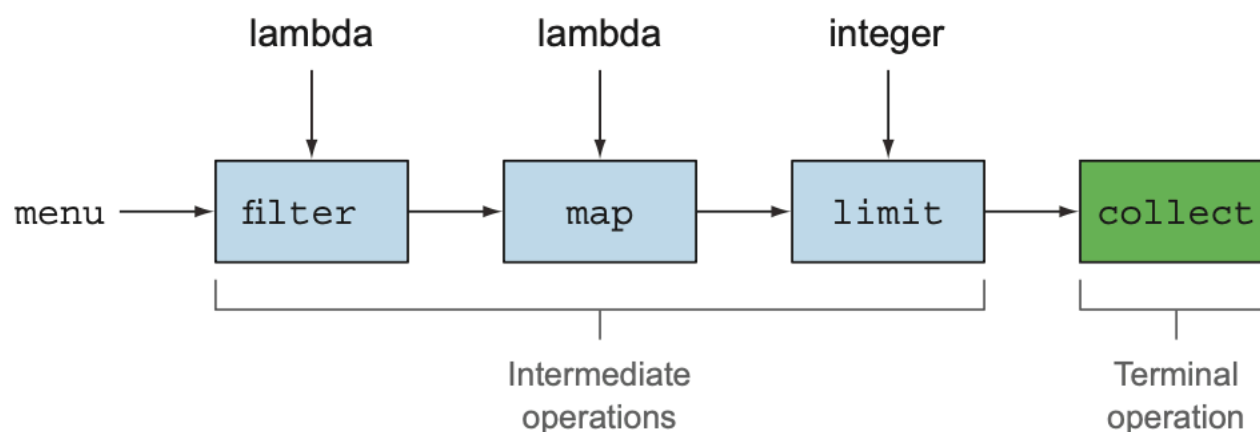 lambda lambda integer
menu filter map limit collect
Intermediate Terminal
operations operation